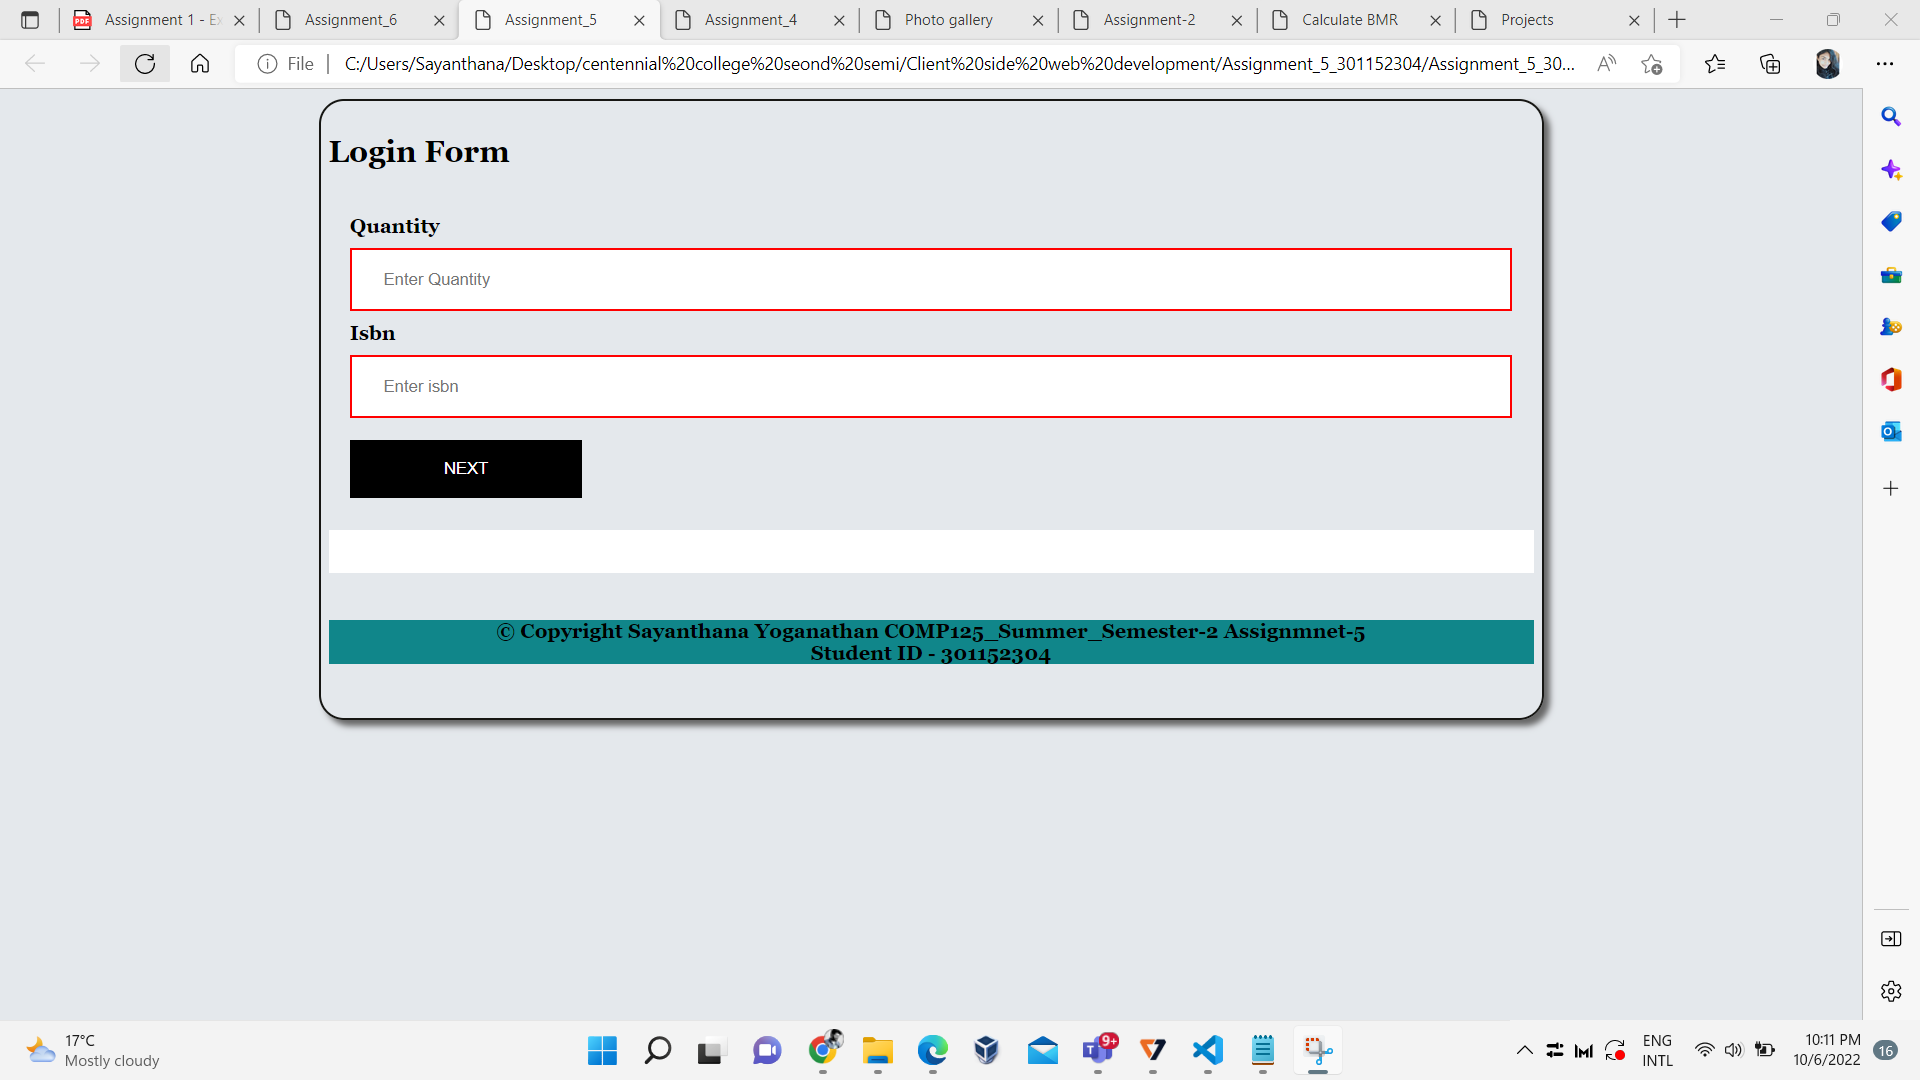 Assignment 1 - Ex
Assignment_6
Assignment_5
Assignment_4
Photo gallery
Assignment-2
Calculate BMR
Projects
File
C:/Users/Sayanthana/Desktop/centennial%20college%20seond%20semi/Client%20side%20web%20development/Assignment_5_301152304/Assignment_5_30...
Login Form
Quantity
Enter Quantity
Isbn
Enter isbn
NEXT
© Copyright Sayanthana Yoganathan COMP125_Summer_Semester-2 Assignmnet-5
Student ID - 301152304
17°C
Mostly cloudy
9+
ENG
INTL
10:11 PM
10/6/2022
16